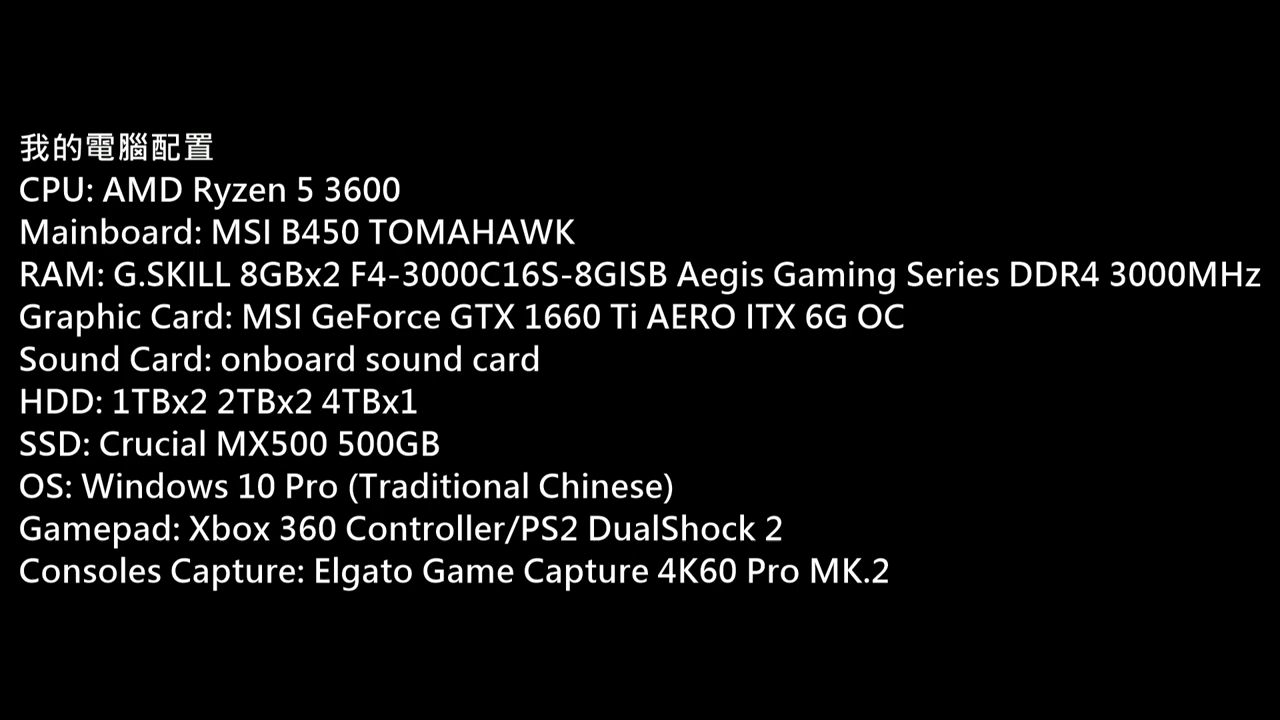 我的電腦配置
CPU: AMD Ryzen 5 3600
Mainboard: MSI B450 TOMAHAWK
RAM: G.SKILL 8GBx2 F4-3000C16S-8GISB Aegis Gaming Series DDR4 3000MHz
Graphic Card: MSI GeForce GTX 1660 Ti AERO ITX 6G OC
Sound Card: onboard sound card
HDD: 1TBx2 2TBx2 4TBx1
SSD: Crucial MX500 500GB
OS: Windows 10 Pro (Traditional Chinese)
Gamepad: Xbox 360 Controller/PS2 DualShock 2
Consoles Capture: Elgato Game Capture 4K60 Pro MK.2